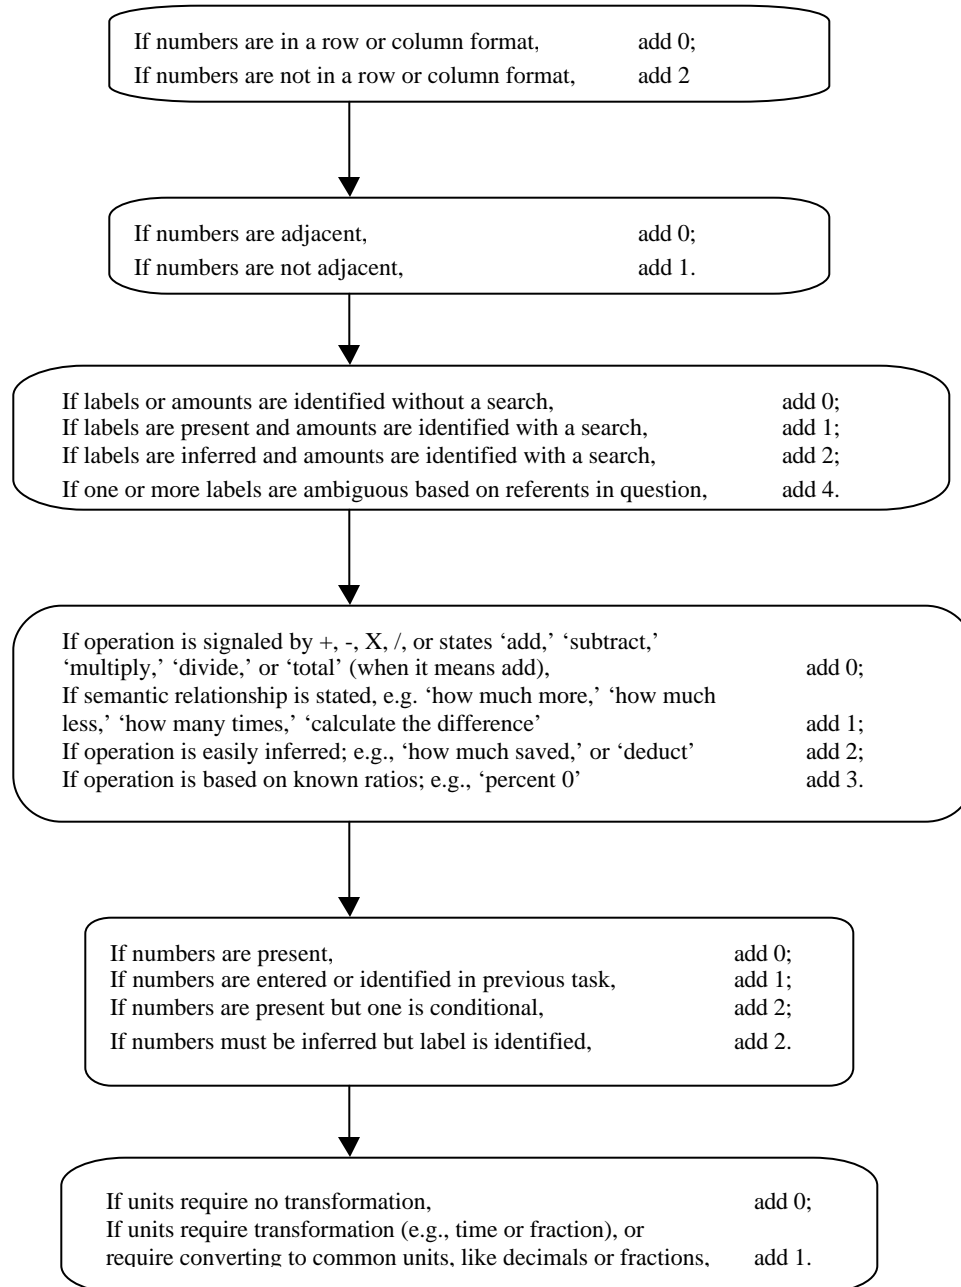 If numbers are in a row or column format, add 0;
If numbers are not in a row or column format, add 2
If numbers are adjacent, add 0;
If numbers are not adjacent, add 1.
If labels or amounts are identified without a search, add 0;
If labels are present and amounts are identified with a search, add 1;
If labels are inferred and amounts are identified with a search, add 2;
If one or more labels are ambiguous based on referents in question, add 4.
If operation is signaled by +, -, X, /, or states ‘add,’ ‘subtract,’
‘multiply,’ ‘divide,’ or ‘total’ (when it means add), add 0;
If semantic relationship is stated, e.g. ‘how much more,’ ‘how much
less,’ ‘how many times,’ ‘calculate the difference’ add 1;
If operation is easily inferred; e.g., ‘how much saved,’ or ‘deduct’ add 2;
If operation is based on known ratios; e.g., ‘percent 0’ add 3.
If numbers are present, add 0;
If numbers are entered or identified in previous task, add 1;
If numbers are present but one is conditional, add 2;
If numbers must be inferred but label is identified, add 2.
If units require no transformation, add 0;
If units require transformation (e.g., time or fraction), or
require converting to common units, like decimals or fractions, add 1.